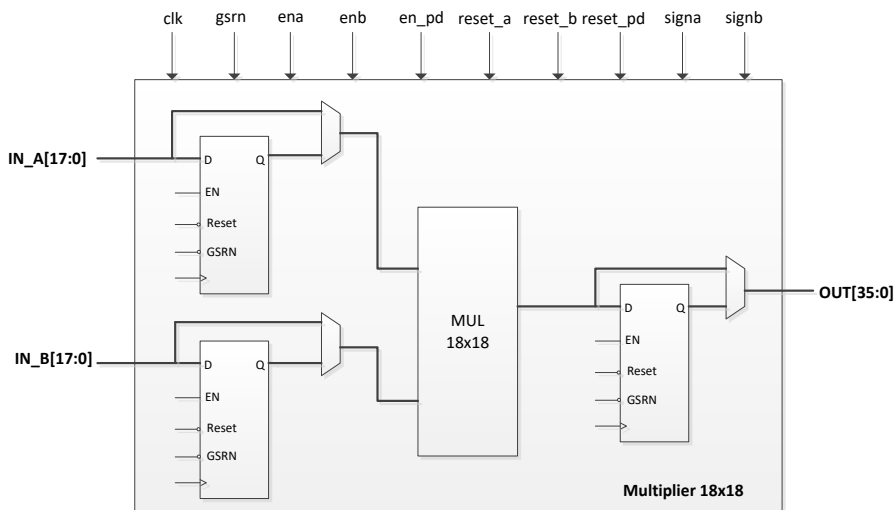 clk gsrn ena enb en_pd reset_a reset_b reset_pd signa signb
IN_A[17:0]
D Q
EN
Reset
GSRN
MUL
18x18
D Q
EN
Reset
GSRN
OUT[35:0]
IN_B[17:0]
D Q
EN
Reset
GSRN
Multiplier 18x18